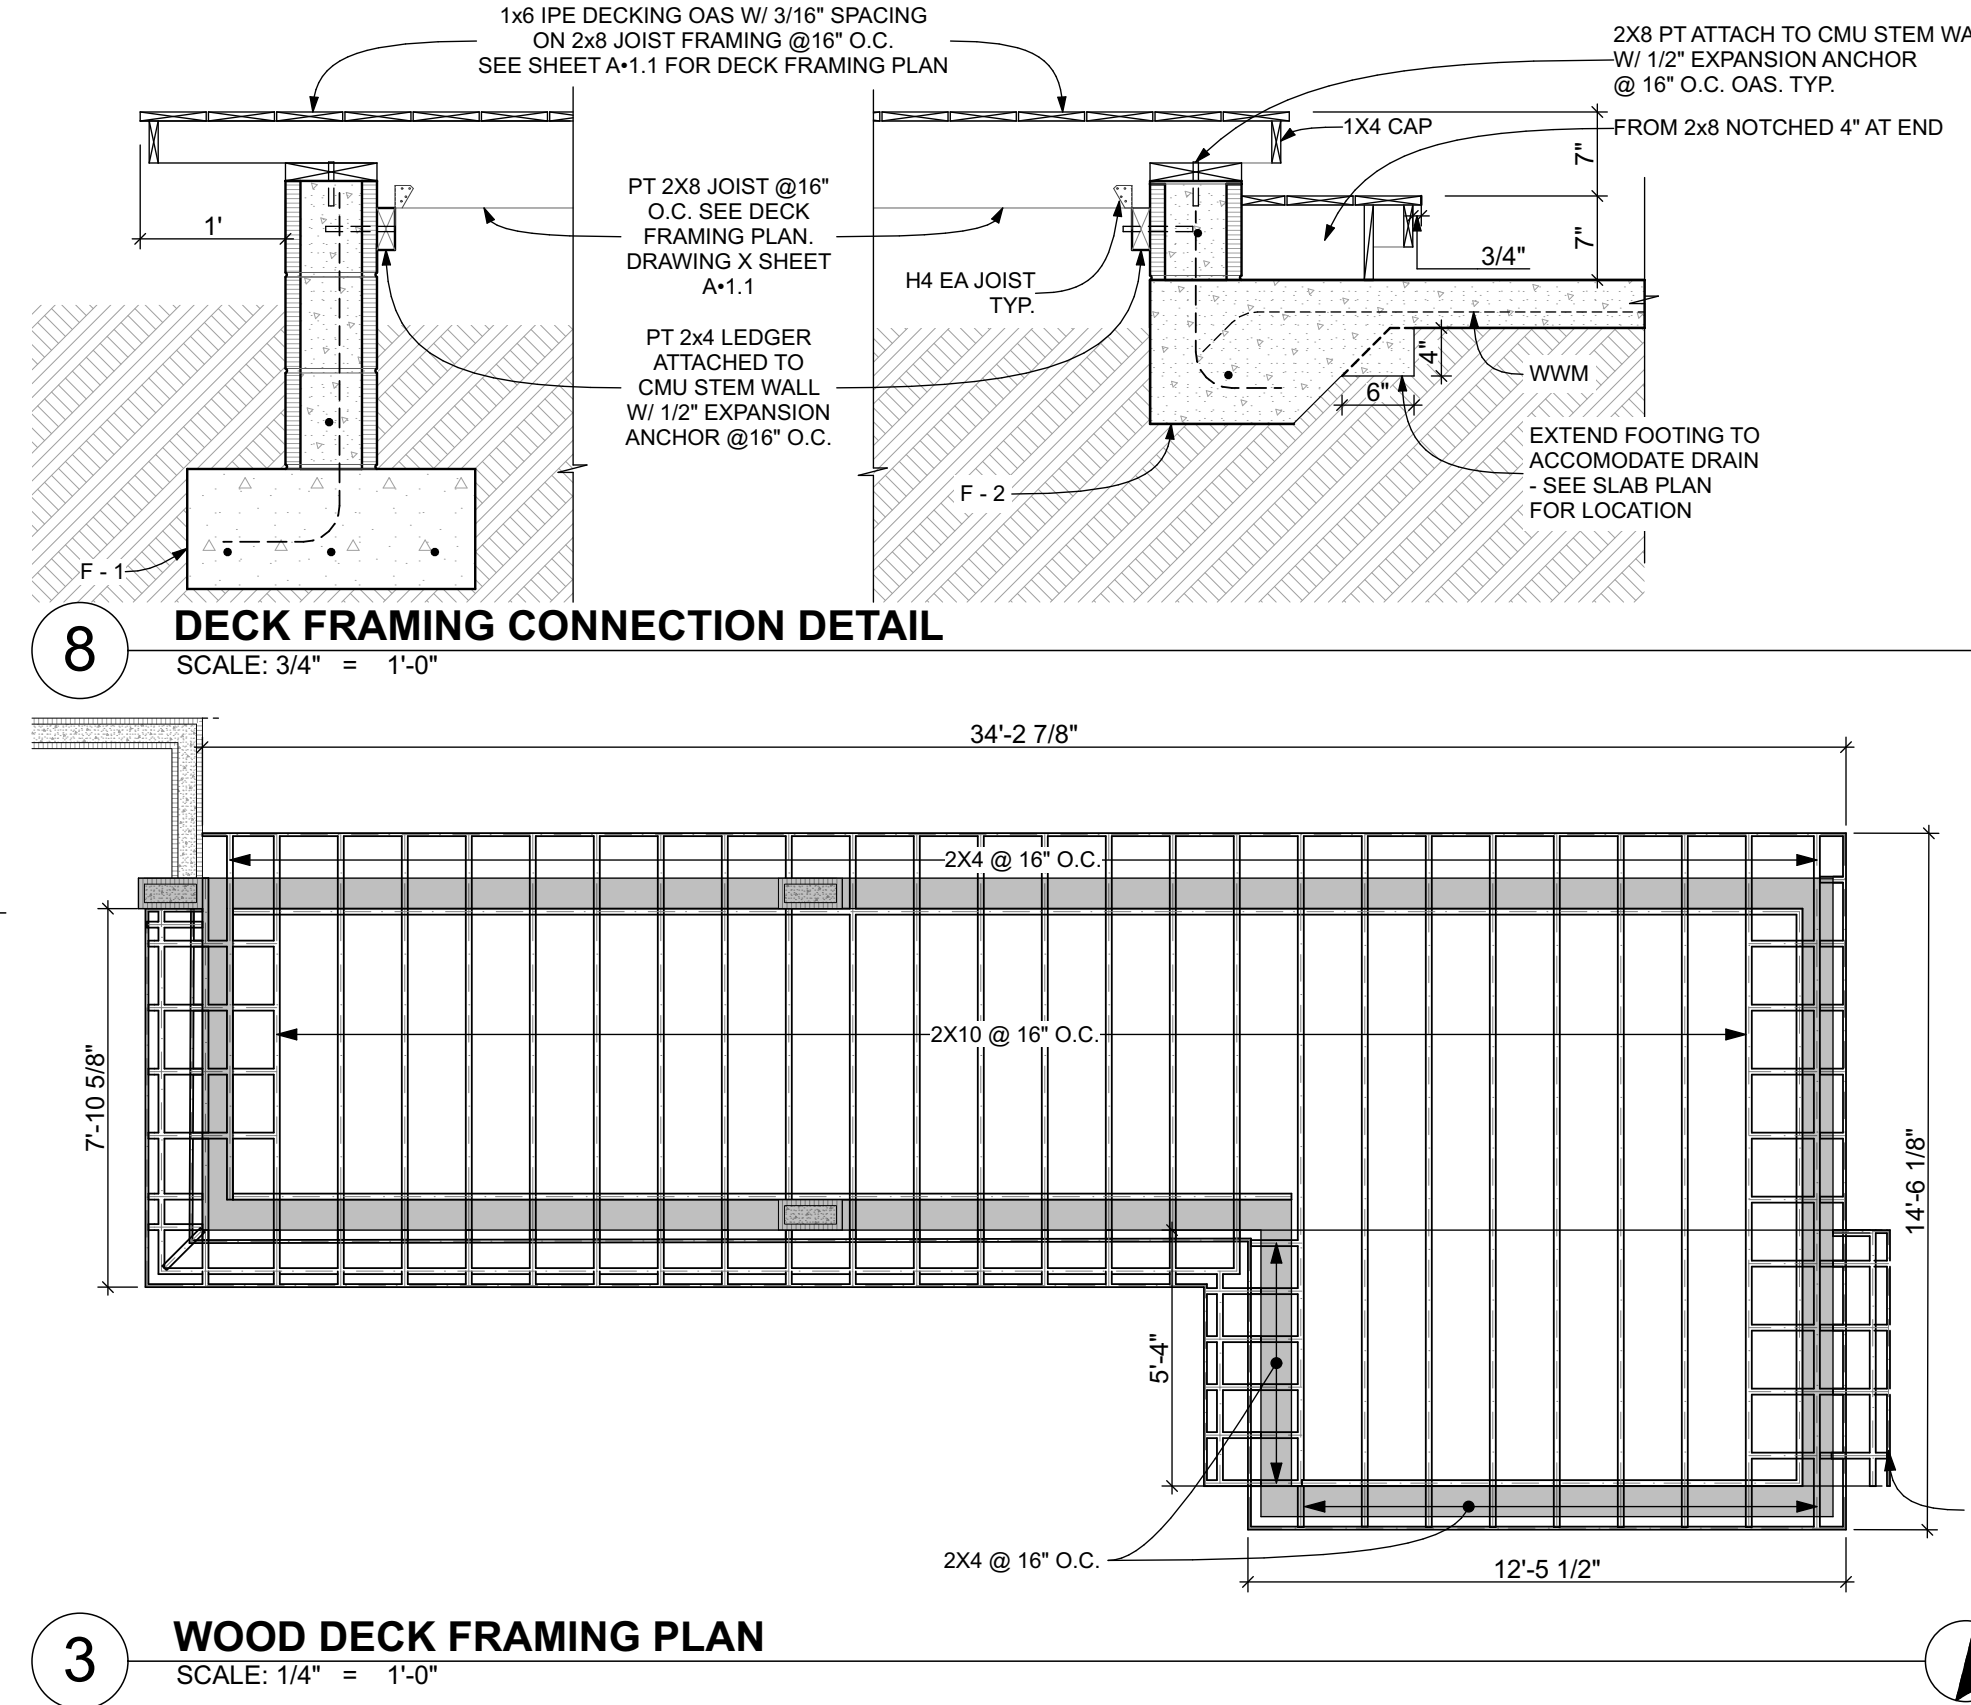 1x6 IPE DECKING OAS W/ 3/16" SPACING
ON 2x8 JOIST FRAMING @16" O.C.
SEE SHEET A•1.1 FOR DECK FRAMING PLAN
2X8 PT ATTACH TO CMU STEM WA
W/ 1/2" EXPANSION ANCHOR
@ 16" O.C. OAS. TYP.
1X4 CAP
FROM 2x8 NOTCHED 4" AT END
7"
7"
1'
PT 2X8 JOIST @16"
O.C. SEE DECK
FRAMING PLAN.
DRAWING X SHEET
A•1.1
3/4"
H4 EA JOIST
TYP.
PT 2x4 LEDGER
ATTACHED TO
CMU STEM WALL
W/ 1/2" EXPANSION
ANCHOR @16" O.C.
4"
6"
WWM
EXTEND FOOTING TO
ACCOMODATE DRAIN
- SEE SLAB PLAN
FOR LOCATION
F - 2
F - 1
8
DECK FRAMING CONNECTION DETAIL
SCALE: 3/4" = 1'-0"
34'-2 7/8"
2X4 @ 16" O.C.
2X10 @ 16" O.C.
7'-10 5/8"
14'-6 1/8"
5'-4"
2X4 @ 16" O.C.
12'-5 1/2"
3
WOOD DECK FRAMING PLAN
SCALE: 1/4" = 1'-0"